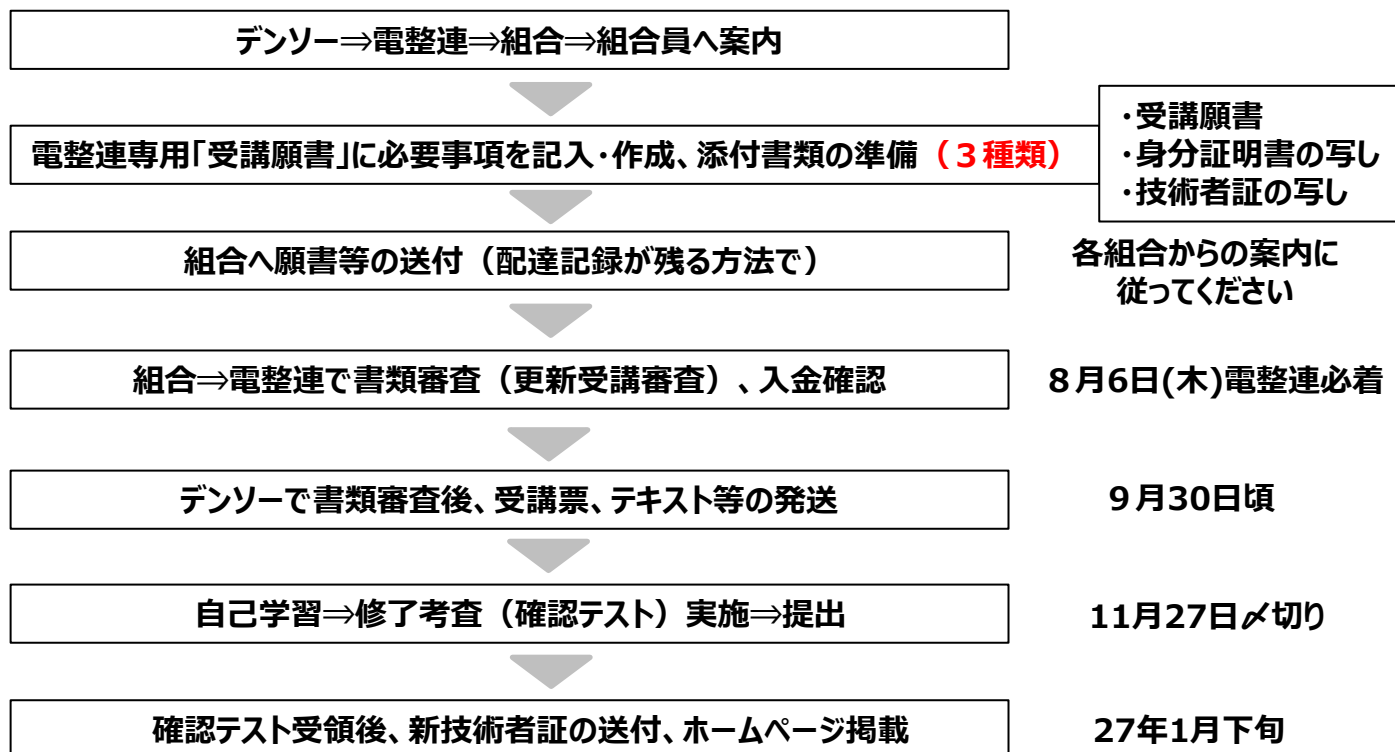 デンソー⇒電整連⇒組合⇒組合員へ案内
電整連専用「受講願書」に必要事項を記入・作成、添付書類の準備（３種類）
・受講願書
・身分証明書の写し
・技術者証の写し
組合へ願書等の送付（配達記録が残る方法で）
各組合からの案内に
従ってください
組合⇒電整連で書類審査（更新受講審査）、入金確認
８月6日(木)電整連必着
デンソーで書類審査後、受講票、テキスト等の発送
９月30日頃
自己学習⇒修了考査（確認テスト）実施⇒提出
11月27日〆切り
確認テスト受領後、新技術者証の送付、ホームページ掲載
27年1月下旬